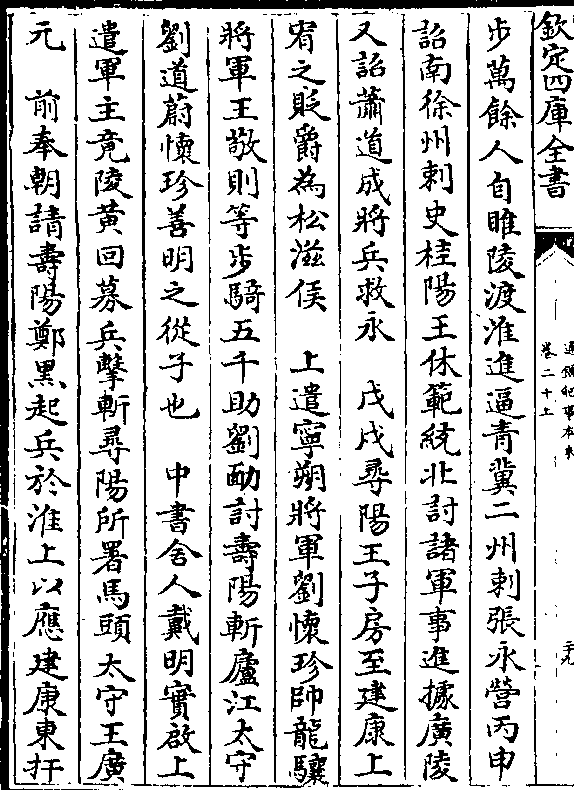 欽定四庫全書
通鑑紀事本末
卷二十上
二十九
步萬餘人自睢陵渡淮進逼青冀二州刺張永營丙申
詔南徐州刺史桂陽王休範統北討諸軍事進據廣陵
又詔蕭道成將兵救永　戊戌尋陽王子房至建康上
宥之貶爵為松滋侯　上遣寧朔將軍劉懷珍帥龍驤
將軍王敬則等步騎五千助劉勔討壽陽斬廬江太守
劉道蔚懷珍善明之從子也　中書舍人戴明寶啟上
遣軍主竟陵黃回募兵擊斬尋陽所署馬頭太守王廣
元　前奉朝請壽陽鄭黑起兵於淮上以應建康東扞